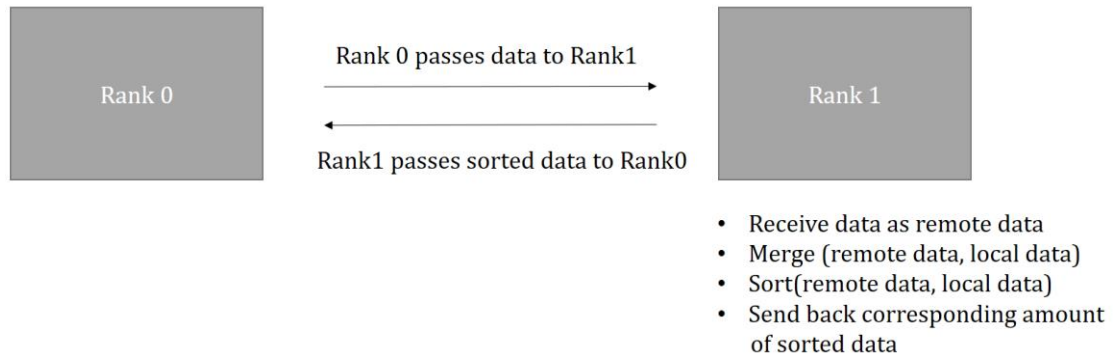 Rank 0
Rank 0 passes data to Rank1
Rank1 passes sorted data to Rank0
Rank 1
• Receive data as remote data
• Merge (remote data, local data)
• Sort(remote data, local data)
• Send back corresponding amount
of sorted data